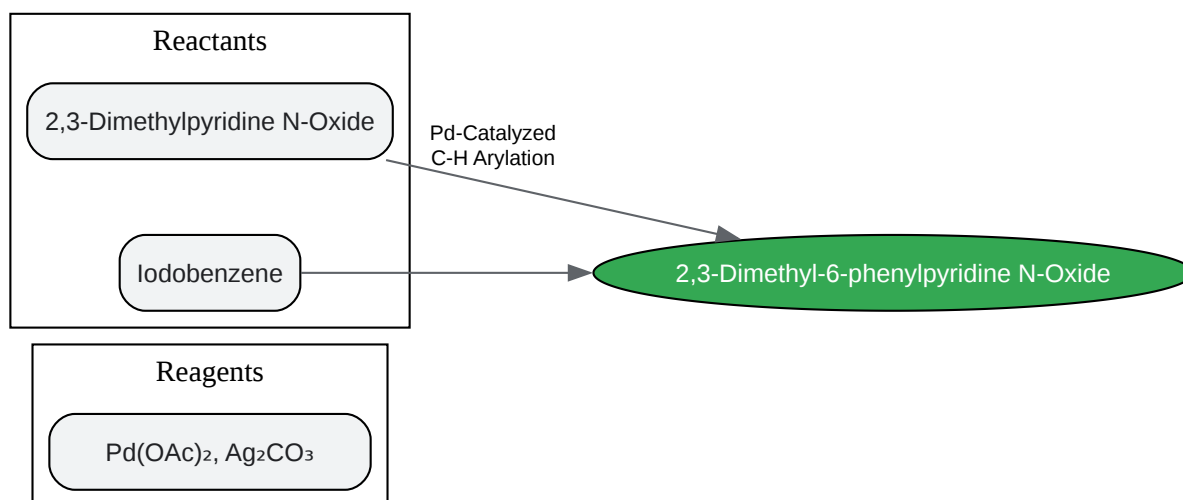 Reactants
2,3-Dimethylpyridine N-Oxide
Pd-Catalyzed
C-H Arylation
Iodobenzene
2,3-Dimethyl-6-phenylpyridine N-Oxide
Reagents
Pd(OAc)₂, Ag₂CO₃